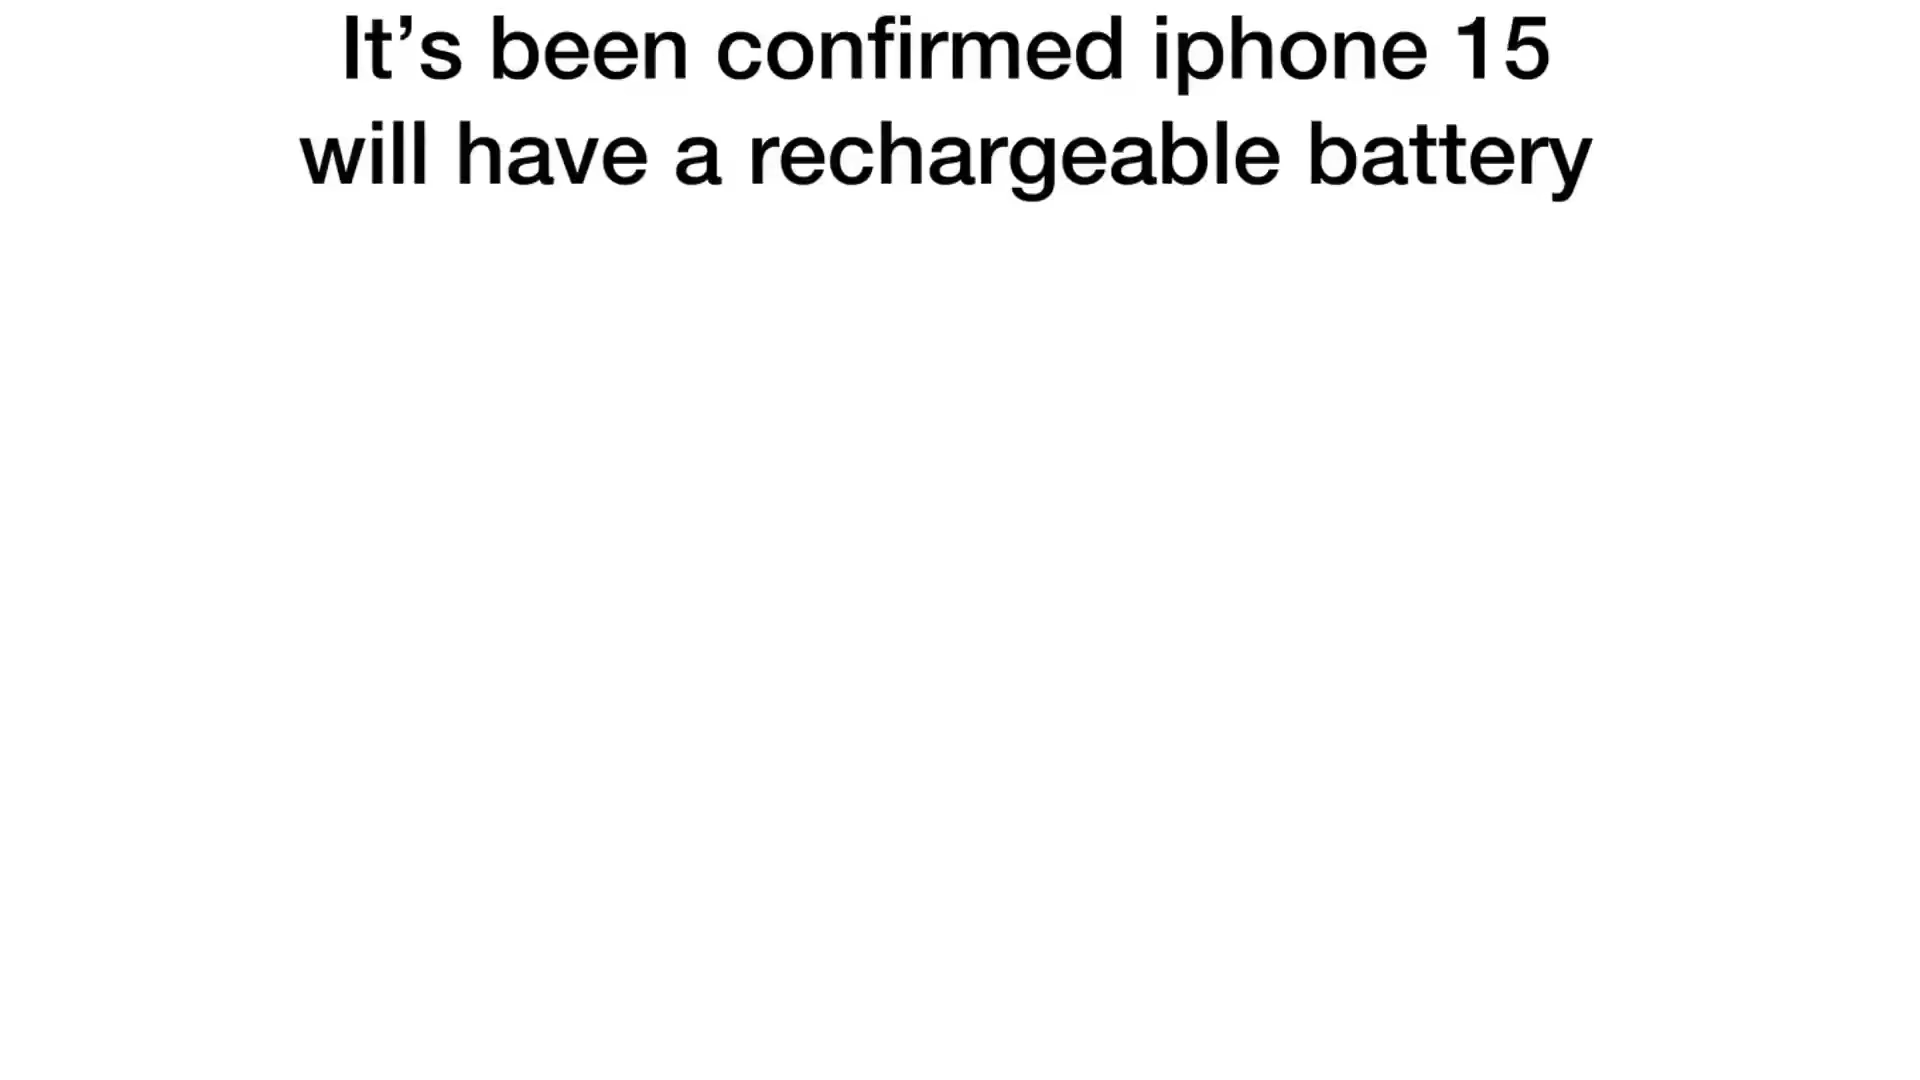 It’s been confirmed iphone 15
will have a rechargeable battery